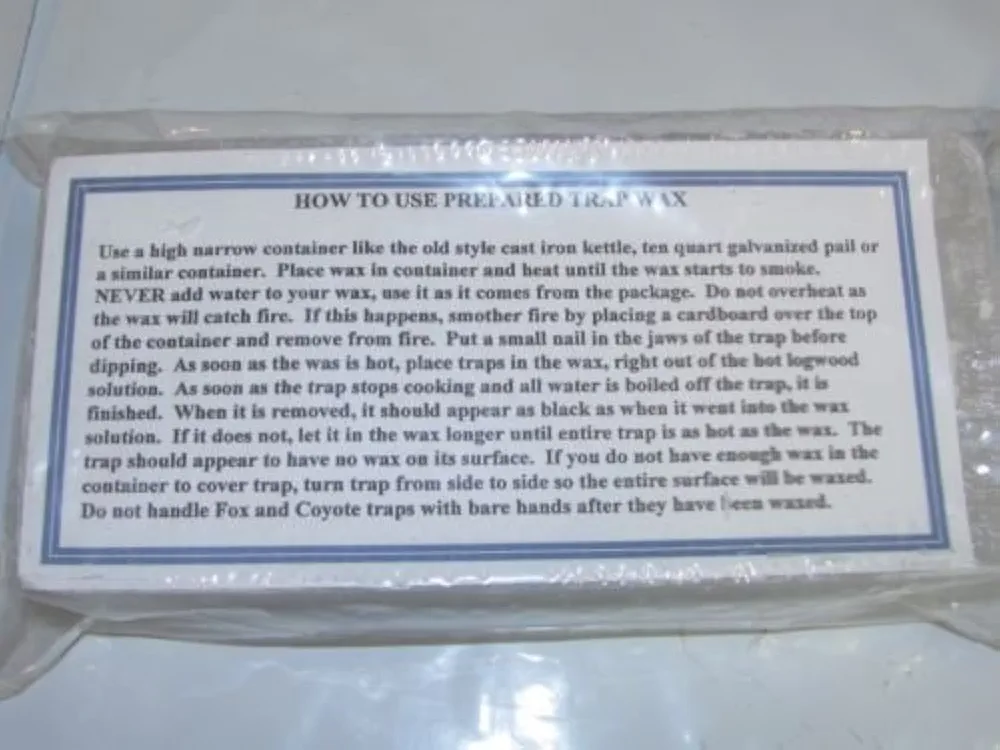 HOW TO USE PREPARED TRAP WAX
Use a high narrow container like the old style cast iron kettle, ten quart galvanized pail or
a similar container. Place wax in container and heat until the wax starts to smoke.
NEVER add water to your wax, use it as it comes from the package. Do not overheat as
the wax will catch fire. If this happens, smother fire by placing a cardboard over the top
of the container and remove from fire. Put a small nail in the jaws of the trap before
dipping. As soon as the was is hot, place traps in the wax, right out of the hot logwood
solution. As soon as the trap stops cooking and all water is boiled off the trap, it is
finished. When it is removed, it should appear as black as when it went into the wax
solution. If it does not, let it in the wax longer until entire trap is as hot as the wax. The
trap should appear to have no wax on its surface. If you do not have enough wax in the
container to cover trap, turn trap from side to side so the entire surface will be waxed.
Do not handle Fox and Coyote traps with bare hands after they have been waxed.